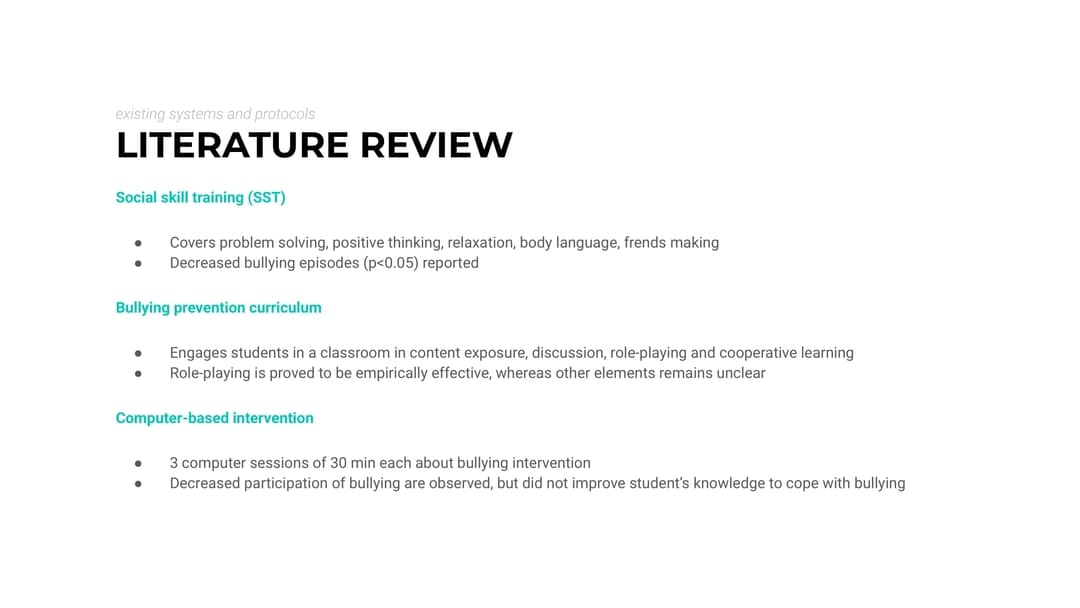 existing systems and protocols
LITERATURE REVIEW
Social skill training (SST)
● Covers problem solving, positive thinking, relaxation, body language, frends making
● Decreased bullying episodes (p<0.05) reported
Bullying prevention curriculum
● Engages students in a classroom in content exposure, discussion, role-playing and cooperative learning
● Role-playing is proved to be empirically effective, whereas other elements remains unclear
Computer-based intervention
● 3 computer sessions of 30 min each about bullying intervention
● Decreased participation of bullying are observed, but did not improve student’s knowledge to cope with bullying